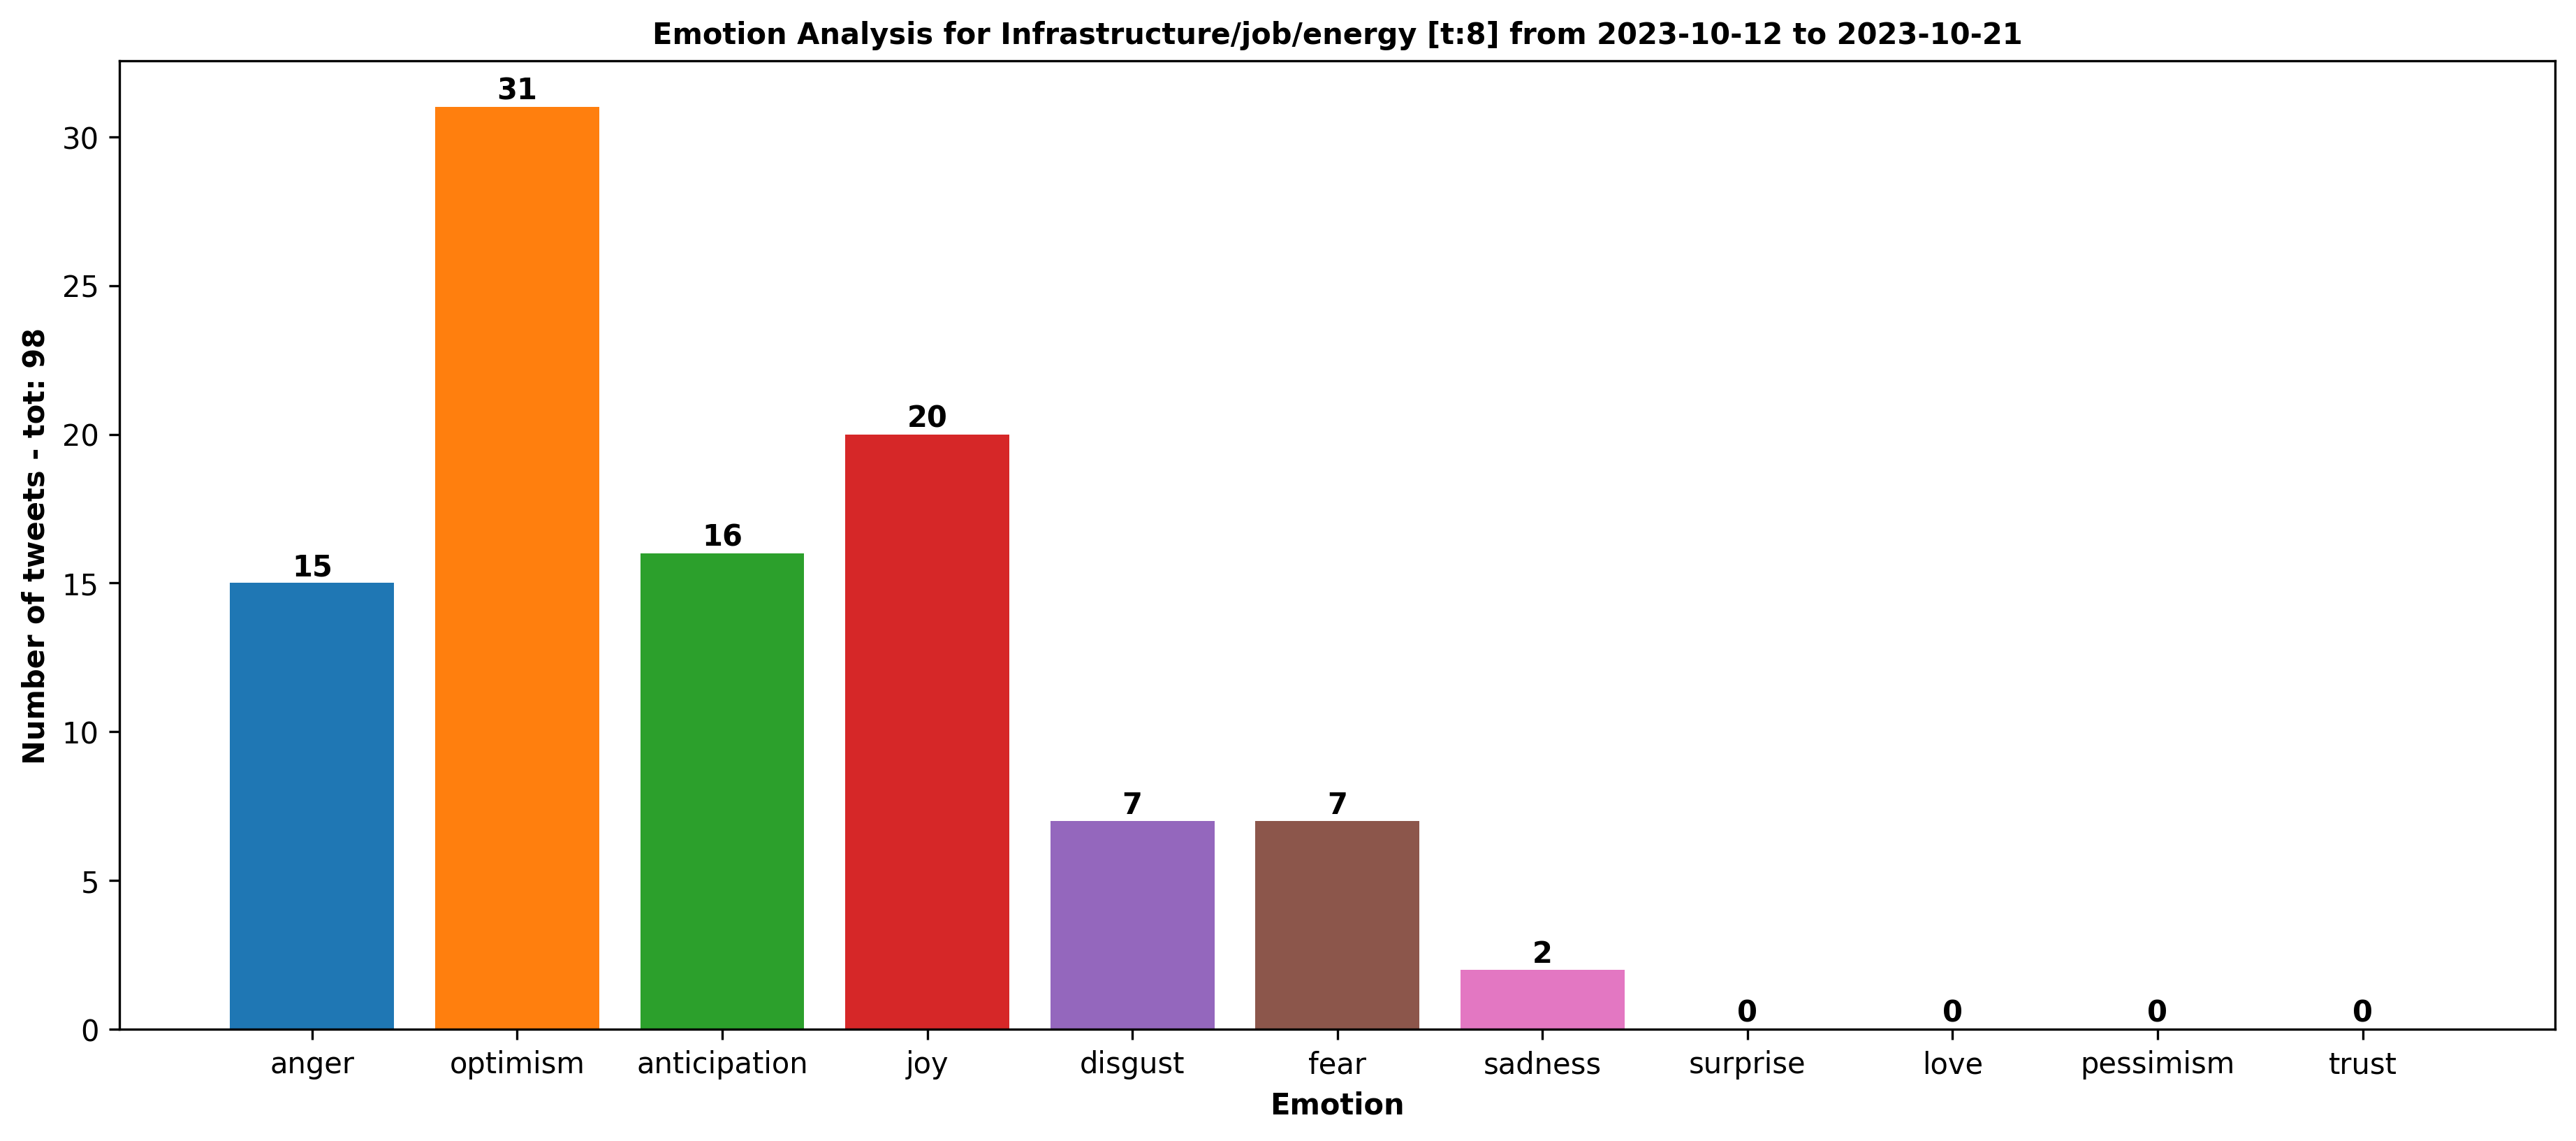 Emotion Analysis for Infrastructure/job/energy [t:8] from 2023-10-12 to 2023-10-21
Number of tweets - tot: 98
30
25
20
15
10
5
0
15
31
16
20
7
7
2
0
0
0
0
anger
optimism
anticipation
joy
disgust
fear
sadness
surprise
love
pessimism
trust
Emotion